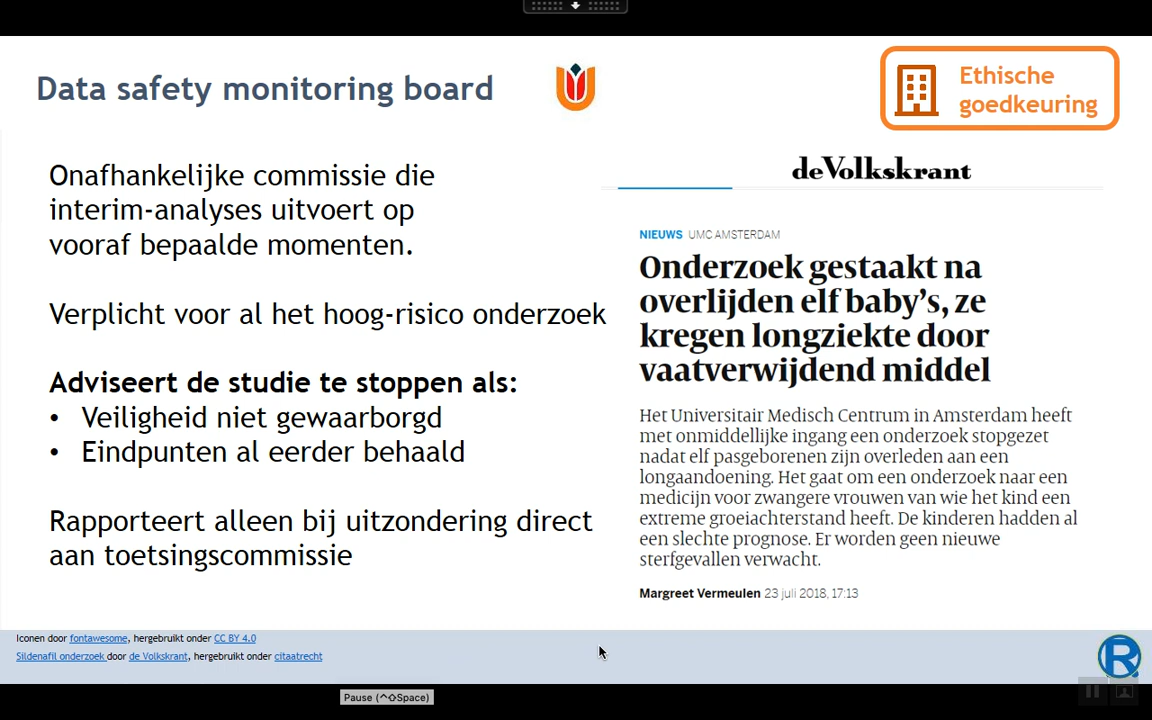 Data safety monitoring board
Ethische
goedkeuring
Onafhankelijke commissie die
interim-analyses uitvoert op
vooraf bepaalde momenten.
Verplicht voor al het hoog-risico onderzoek
Adviseert de studie te stoppen als:
• Veiligheid niet gewaarborgd
• Eindpunten al eerder behaald
Rapporteert alleen bij uitzondering direct
aan toetsingscommissie
deVolkskrant
NIEUWS UMC AMSTERDAM
Onderzoek gestaakt na
overlijden elf baby’s, ze
kregen longziekte door
vaatverwijdend middel
Het Universitair Medisch Centrum in Amsterdam heeft
met onmiddellijke ingang een onderzoek stopgezet
nadat elf pasgeborenen zijn overleden aan een
longaandoening. Het gaat om een onderzoek naar een
medicijn voor zwangere vrouwen van wie het kind een
extreme groeiachterstand heeft. De kinderen hadden al
een slechte prognose. Er worden geen nieuwe
sterfgevallen verwacht.
Margreet Vermeulen 23 juli 2018, 17:13
Iconen door fontawesome, hergebruikt onder CC BY 4.0
Sildenafil onderzoek door de Volkskrant, hergebruikt onder citaatrecht
R
Pause (^⇧Space)